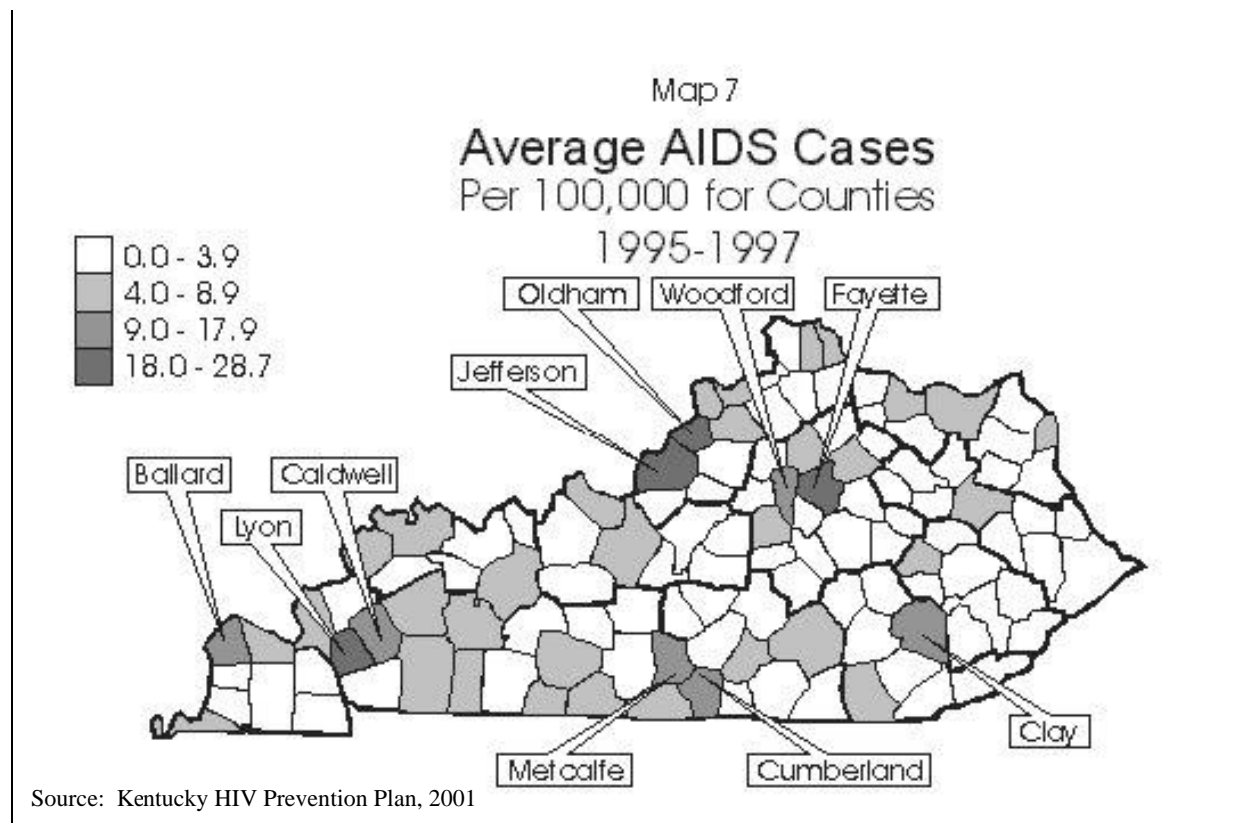 Map 7
Average AIDS Cases
Per 100,000 for Counties
1995-1997
0.0 - 3.9
4.0 - 8.9
9.0 - 17.9
18.0 - 28.7
Oldham
Woodford
Fayette
Jefferson
Ballard
Caldwell
Lyon
Clay
Metcalfe
Cumberland
Source: Kentucky HIV Prevention Plan, 2001